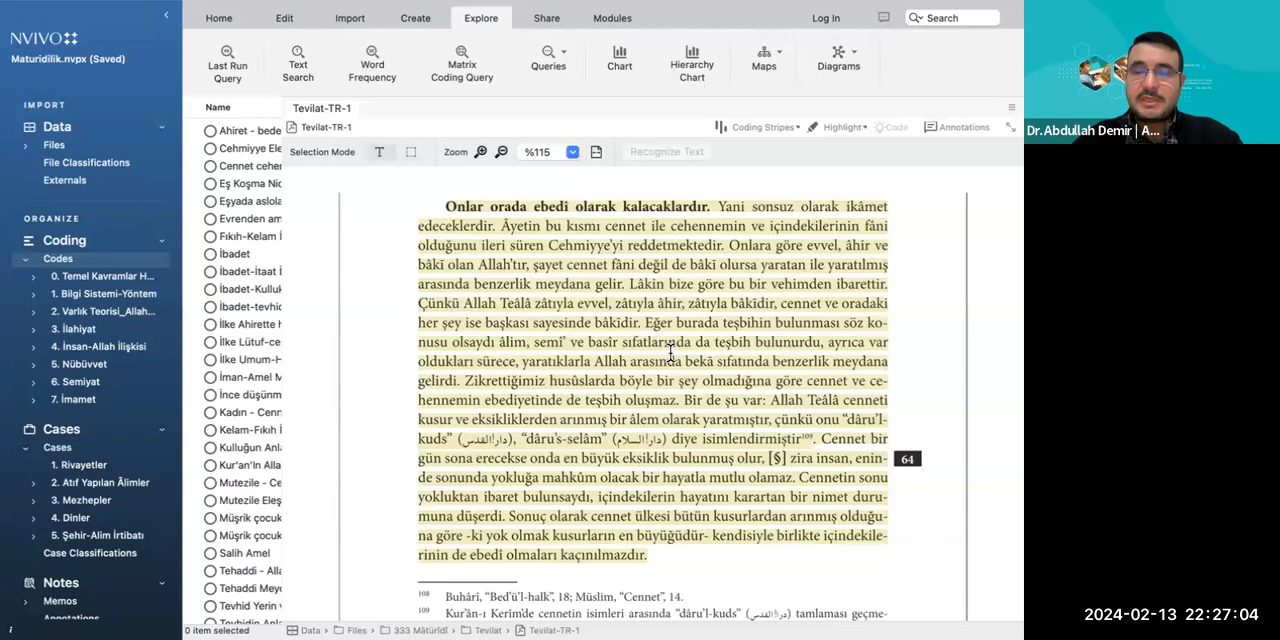 NVIVO
Maturidilik.nvpx (Saved)
IMPORT
Data
Files
File Classifications
Externals
ORGANIZE
Coding
Codes
0. Temel Kavramlar H...
1. Bilgi Sistemi-Yöntem
2. Varlık Teorisi_Allah...
3. İlahiyat
4. İnsan-Allah İlişkisi
5. Nübüvvet
6. Semiyat
7. İmamet
Cases
Cases
1. Rivayetler
2. Atıf Yapılan Âlimler
3. Mezhepler
4. Dinler
5. Şehir-Alim İrtibatı
Case Classifications
Notes
Memos
Annotations
Home Edit Import Create Explore Share Modules Log In Search
Last Run Query
Text Search
Word Frequency
Matrix Coding Query
Queries
Chart
Hierarchy Chart
Maps
Diagrams
Name
Ahiret - bede
Cehmiyye Ele
Cennet cehen
Eş Koşma Nid
Eşyada aslola
Evrenden am
Fıkıh-Kelam İ
İbadet
İbadet-İtaat İ
İbadet-Kulluk
İbadet-tevhic
İlke Ahirette h
İlke Lütuf-ce
İlke Umum-H
İman-Amel M
İnce düşünm
Kadın - Cenn
Kelam-Fıkıh İ
Kulluğun Anl
Kur'an'ın Alla
Mutezile - Ce
Mutezile Eleş
Müşrik çocuk
Müşrik çocuk
Salih Amel
Tehaddi - Alla
Tehaddi Meyd
Tevhid Yerin v
0 item selected
Tevilat-TR-1
Tevilat-TR-1
Coding Stripes Highlight Code Annotations
Selection Mode T Zoom %115 Recognize Text
Onlar orada ebedî olarak kalacaklardır. Yani sonsuz olarak ikâmet
edeceklerdir. Âyetin bu kısmı cennet ile cehennemin ve içindekilerinin fâni
olduğunu ileri süren Cehmiyye'yi reddetmektedir. Onlara göre evvel, âhir ve
bâkî olan Allah'tır, şayet cennet fâni değil de bâkî olursa yaratan ile yaratılmış
arasında benzerlik meydana gelir. Lâkin bize göre bu bir vehimden ibarettir.
Çünkü Allah Teâlâ zâtıyla evvel, zâtıyla âhir, zâtıyla bâkîdir, cennet ve oradaki
her şey ise başkası sayesinde bâkîdir. Eğer burada teşbihin bulunması söz ko-
nusu olsaydı âlim, semî' ve basîr sıfatlarında da teşbih bulunurdu, ayrıca var
oldukları sürece, yaratıklarla Allah arasında bekā sıfatında benzerlik meydana
gelirdi. Zikrettiğimiz husûslarda böyle bir şey olmadığına göre cennet ve ce-
hennemin ebediyetinde de teşbih oluşmaz. Bir de şu var: Allah Teâlâ cenneti
kusur ve eksikliklerden arınmış bir âlem olarak yaratmıştır, çünkü onu “dâru'l-
kuds” (دار القدس), “dâru's-selâm” (دار السلام) diye isimlendirmiştir¹⁰⁹. Cennet bir
gün sona erecekse onda en büyük eksiklik bulunmuş olur, [§] zira insan, enin-
de sonunda yokluğa mahkûm olacak bir hayatla mutlu olamaz. Cennetin sonu
yokluktan ibaret bulunsaydı, içindekilerin hayatını karartan bir nimet duru-
muna düşerdi. Sonuç olarak cennet ülkesi bütün kusurlardan arınmış olduğu-
na göre -ki yok olmak kusurların en büyüğüdür- kendisiyle birlikte içindekile-
rinin de ebedî olmaları kaçınılmazdır.
64
108 Buhârî, “Bed'ü'l-halk”, 18; Müslim, “Cennet”, 14.
109 Kur'ân-ı Kerîm'de cennetin isimleri arasında “dâru'l-kuds” (دار القدس) tamlaması geçme-
Data Files 333 Mâtürîdî Tevilat Tevilat-TR-1
Dr.Abdullah Demir | A...
2024-02-13 22:27:04